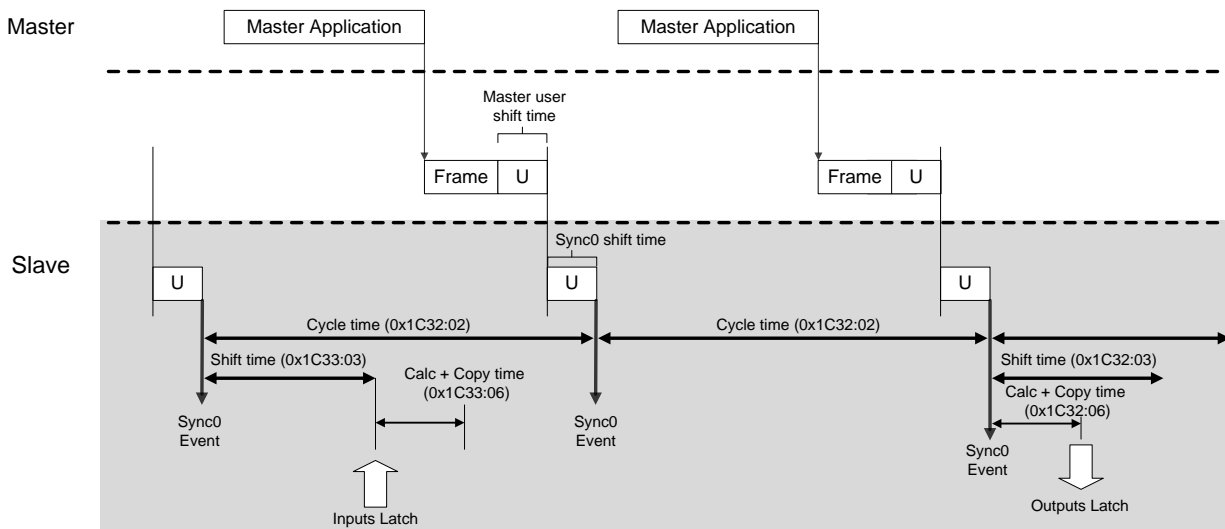 Master
Master Application
Master Application
Master user
shift time
Frame
U
Frame
U
Slave
Sync0 shift time
U
U
U
Cycle time (0x1C32:02)
Cycle time (0x1C32:02)
Shift time (0x1C33:03)
Shift time (0x1C32:03)
Calc + Copy time
(0x1C33:06)
Calc + Copy time
(0x1C32:06)
Sync0
Event
Sync0
Event
Sync0
Event
Inputs Latch
Outputs Latch